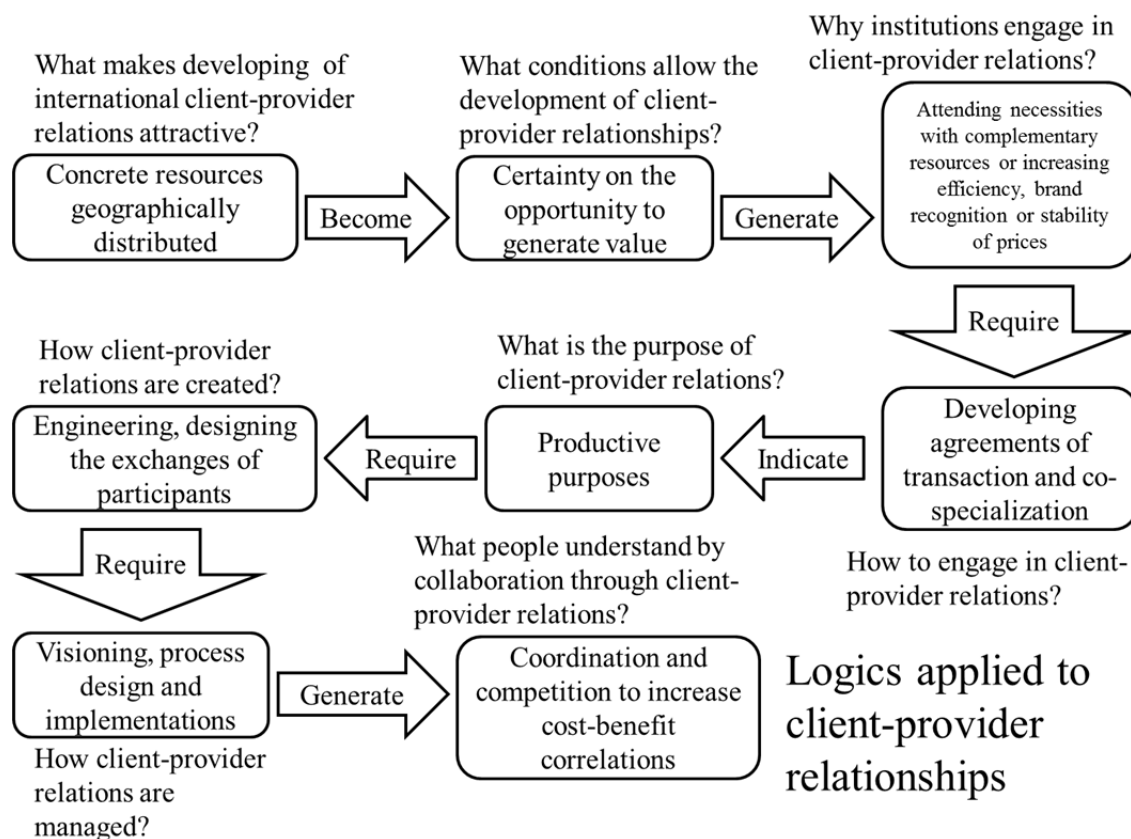 What makes developing of
international client-provider
relations attractive?
Concrete resources
geographically
distributed
Become
What conditions allow the
development of client-
provider relationships?
Certainty on the
opportunity to
generate value
Generate
Why institutions engage in
client-provider relations?
Attending necessities
with complementary
resources or increasing
efficiency, brand
recognition or stability
of prices
Require
Developing
agreements of
transaction and co-
specialization
How to engage in client-
provider relations?
Indicate
What is the purpose of
client-provider relations?
Productive
purposes
Require
How client-provider
relations are created?
Engineering, designing
the exchanges of
participants
Require
Visioning, process
design and
implementations
How client-provider
relations are
managed?
Generate
What people understand by
collaboration through client-
provider relations?
Coordination and
competition to increase
cost-benefit
correlations
Logics applied to
client-provider
relationships